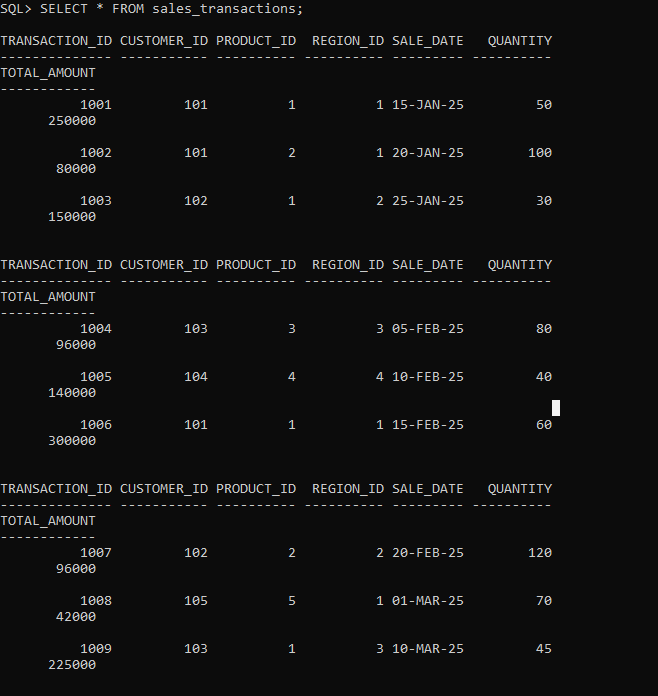 SQL> SELECT * FROM sales_transactions;
TRANSACTION_ID CUSTOMER_ID PRODUCT_ID  REGION_ID SALE_DATE   QUANTITY
-------------- ----------- ---------- ---------- --------- ----------
TOTAL_AMOUNT
------------
          1001         101          1          1 15-JAN-25         50
      250000
          1002         101          2          1 20-JAN-25        100
       80000
          1003         102          1          2 25-JAN-25         30
      150000
TRANSACTION_ID CUSTOMER_ID PRODUCT_ID  REGION_ID SALE_DATE   QUANTITY
-------------- ----------- ---------- ---------- --------- ----------
TOTAL_AMOUNT
------------
          1004         103          3          3 05-FEB-25         80
       96000
          1005         104          4          4 10-FEB-25         40
      140000
          1006         101          1          1 15-FEB-25         60
      300000
TRANSACTION_ID CUSTOMER_ID PRODUCT_ID  REGION_ID SALE_DATE   QUANTITY
-------------- ----------- ---------- ---------- --------- ----------
TOTAL_AMOUNT
------------
          1007         102          2          2 20-FEB-25        120
       96000
          1008         105          5          1 01-MAR-25         70
       42000
          1009         103          1          3 10-MAR-25         45
      225000